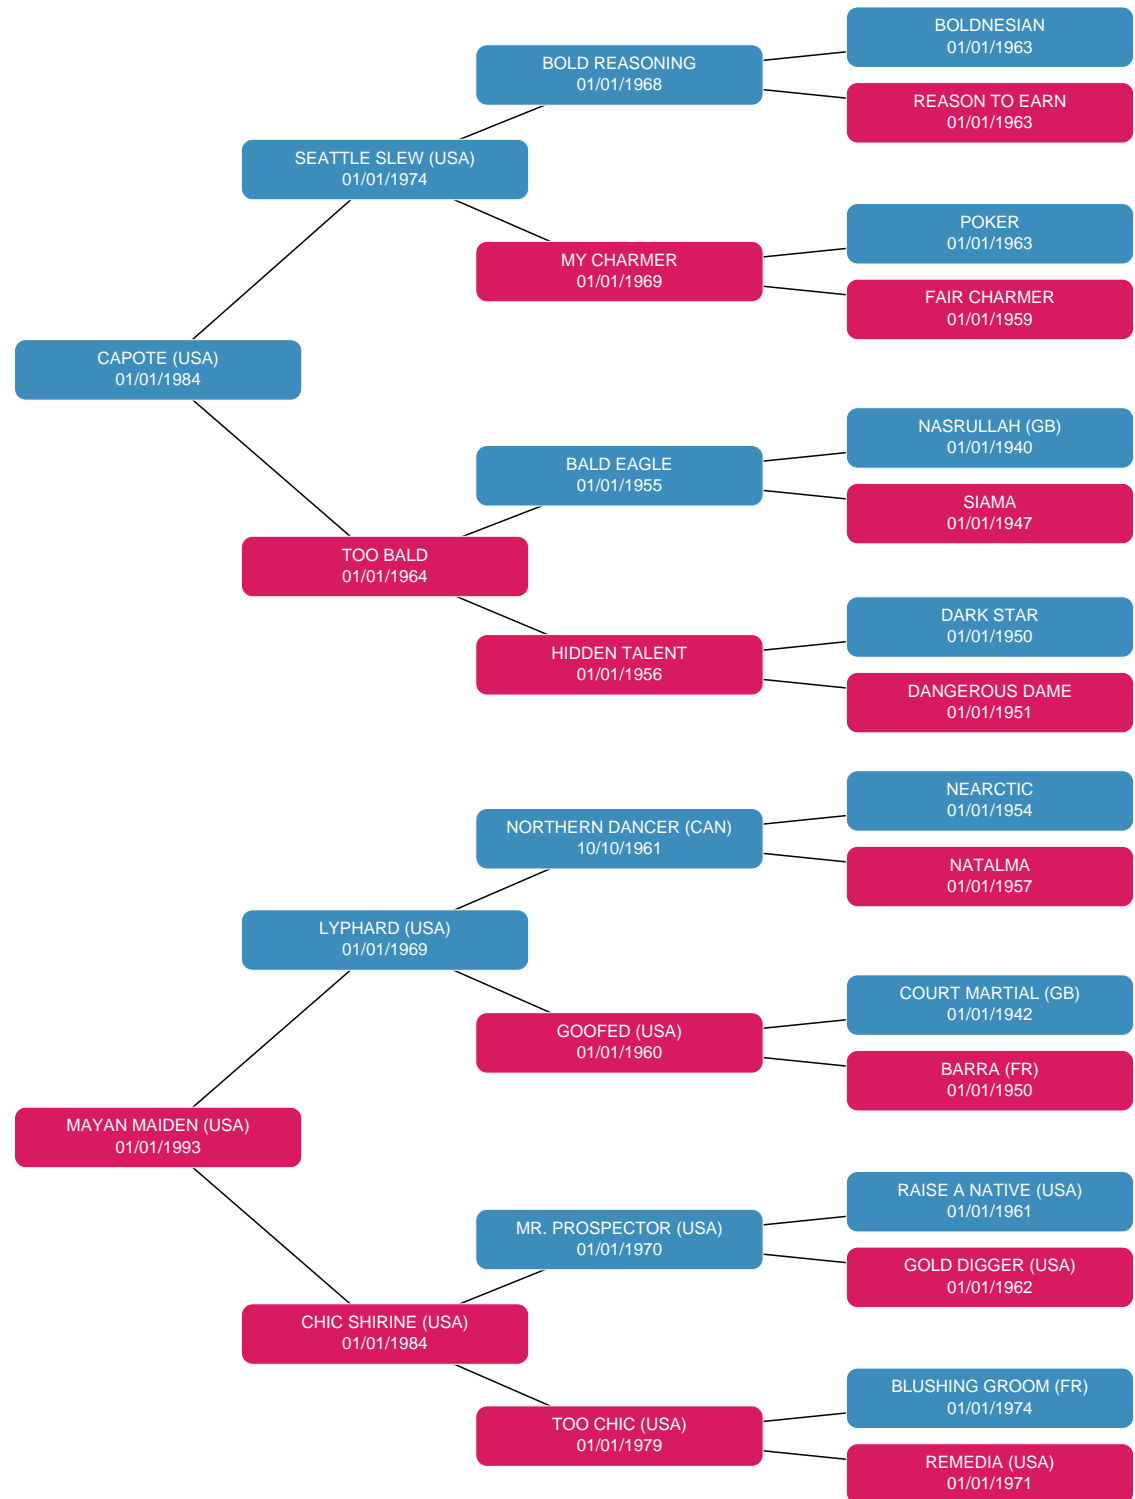 BOLDNESIAN
01/01/1963
BOLD REASONING
01/01/1968
REASON TO EARN
01/01/1963
SEATTLE SLEW (USA)
01/01/1974
POKER
01/01/1963
MY CHARMER
01/01/1969
FAIR CHARMER
01/01/1959
CAPOTE (USA)
01/01/1984
NASRULLAH (GB)
01/01/1940
BALD EAGLE
01/01/1955
SIAMA
01/01/1947
TOO BALD
01/01/1964
DARK STAR
01/01/1950
HIDDEN TALENT
01/01/1956
DANGEROUS DAME
01/01/1951
NEARCTIC
01/01/1954
NORTHERN DANCER (CAN)
10/10/1961
NATALMA
01/01/1957
LYPHARD (USA)
01/01/1969
COURT MARTIAL (GB)
01/01/1942
GOOFED (USA)
01/01/1960
BARRA (FR)
01/01/1950
MAYAN MAIDEN (USA)
01/01/1993
RAISE A NATIVE (USA)
01/01/1961
MR. PROSPECTOR (USA)
01/01/1970
GOLD DIGGER (USA)
01/01/1962
CHIC SHIRINE (USA)
01/01/1984
BLUSHING GROOM (FR)
01/01/1974
TOO CHIC (USA)
01/01/1979
REMEDIA (USA)
01/01/1971